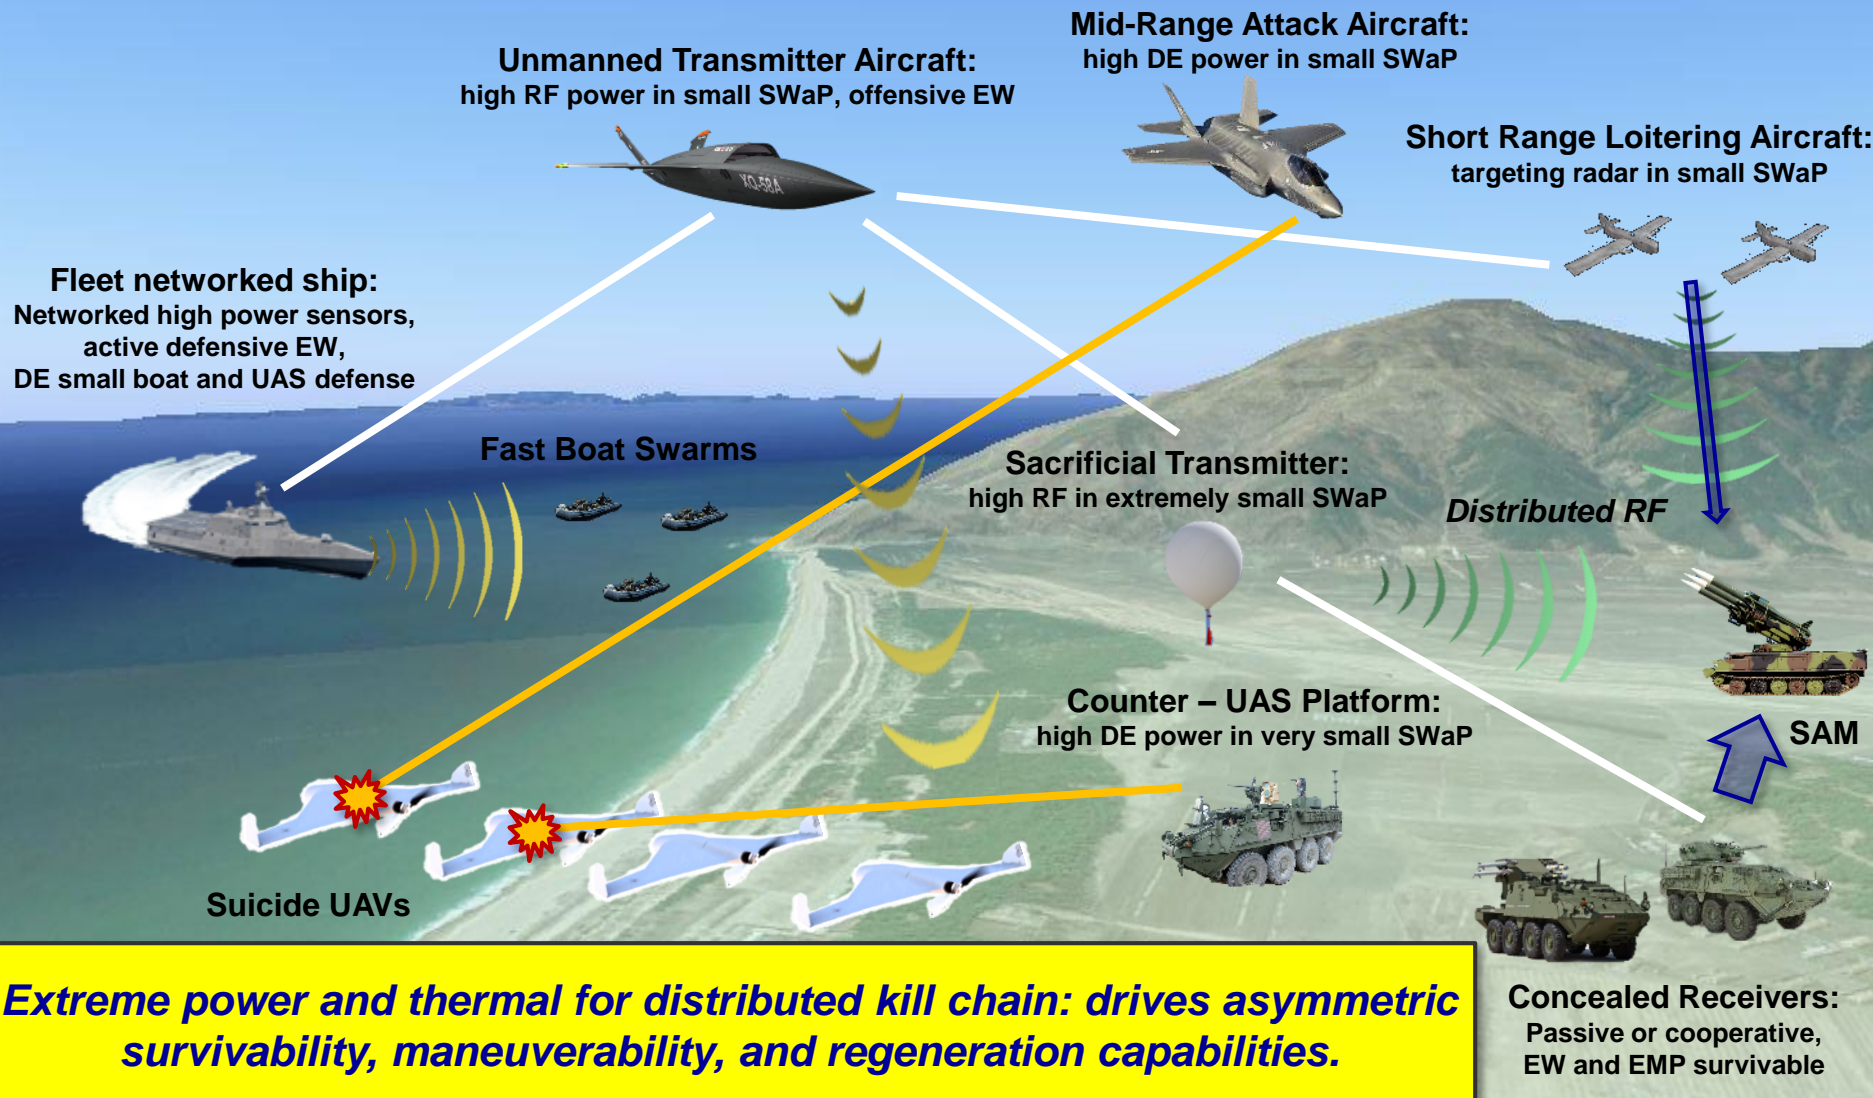 Mid-Range Attack Aircraft:
high DE power in small SWaP
Unmanned Transmitter Aircraft:
high RF power in small SWaP, offensive EW
Short Range Loitering Aircraft:
targeting radar in small SWaP
XQ-58A
Fleet networked ship:
Networked high power sensors,
active defensive EW,
DE small boat and UAS defense
Fast Boat Swarms
Sacrificial Transmitter:
high RF in extremely small SWaP
Distributed RF
Counter – UAS Platform:
high DE power in very small SWaP
SAM
Suicide UAVs
Extreme power and thermal for distributed kill chain: drives asymmetric
survivability, maneuverability, and regeneration capabilities.
Concealed Receivers:
Passive or cooperative,
EW and EMP survivable